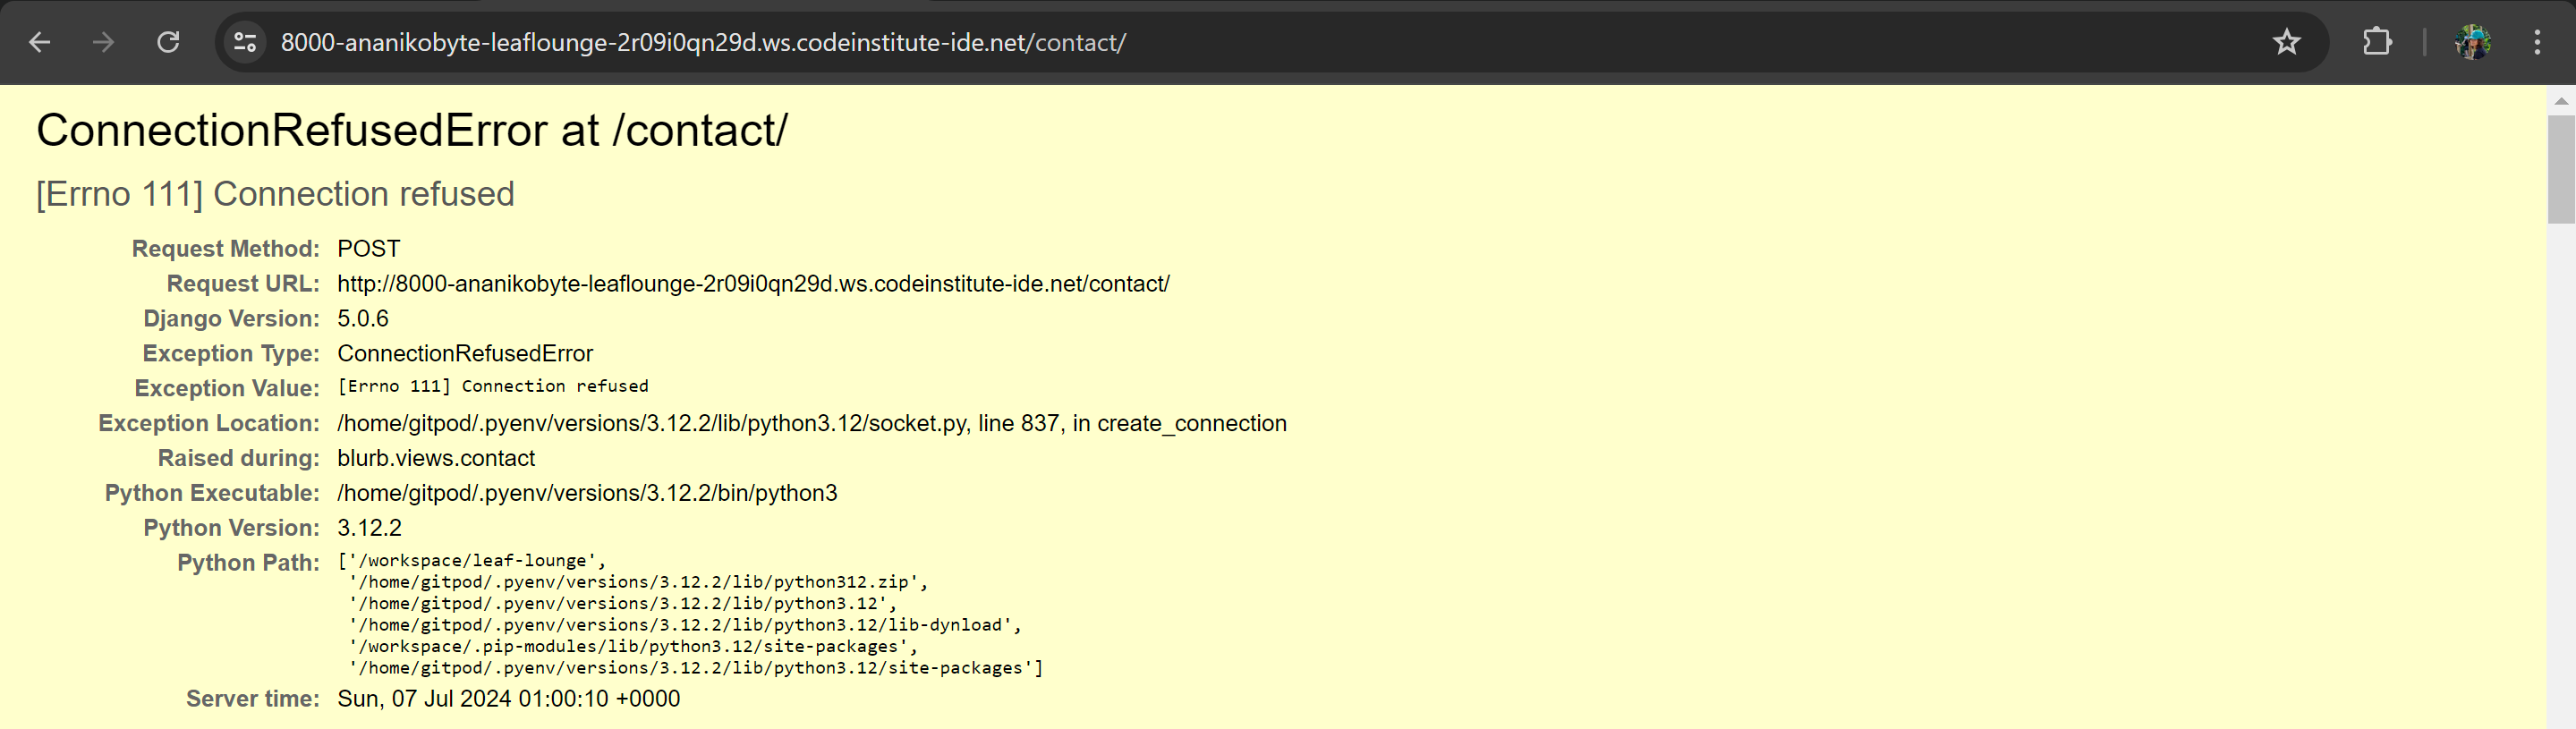 8000-ananikobyte-leaflounge-2r09i0qn29d.ws.codeinstitute-ide.net/contact/
ConnectionRefusedError at /contact/
[Errno 111] Connection refused
Request Method: POST
Request URL: http://8000-ananikobyte-leaflounge-2r09i0qn29d.ws.codeinstitute-ide.net/contact/
Django Version: 5.0.6
Exception Type: ConnectionRefusedError
Exception Value: [Errno 111] Connection refused
Exception Location: /home/gitpod/.pyenv/versions/3.12.2/lib/python3.12/socket.py, line 837, in create_connection
Raised during: blurb.views.contact
Python Executable: /home/gitpod/.pyenv/versions/3.12.2/bin/python3
Python Version: 3.12.2
Python Path: ['/workspace/leaf-lounge',
'/home/gitpod/.pyenv/versions/3.12.2/lib/python312.zip',
'/home/gitpod/.pyenv/versions/3.12.2/lib/python3.12',
'/home/gitpod/.pyenv/versions/3.12.2/lib/python3.12/lib-dynload',
'/workspace/.pip-modules/lib/python3.12/site-packages',
'/home/gitpod/.pyenv/versions/3.12.2/lib/python3.12/site-packages']
Server time: Sun, 07 Jul 2024 01:00:10 +0000